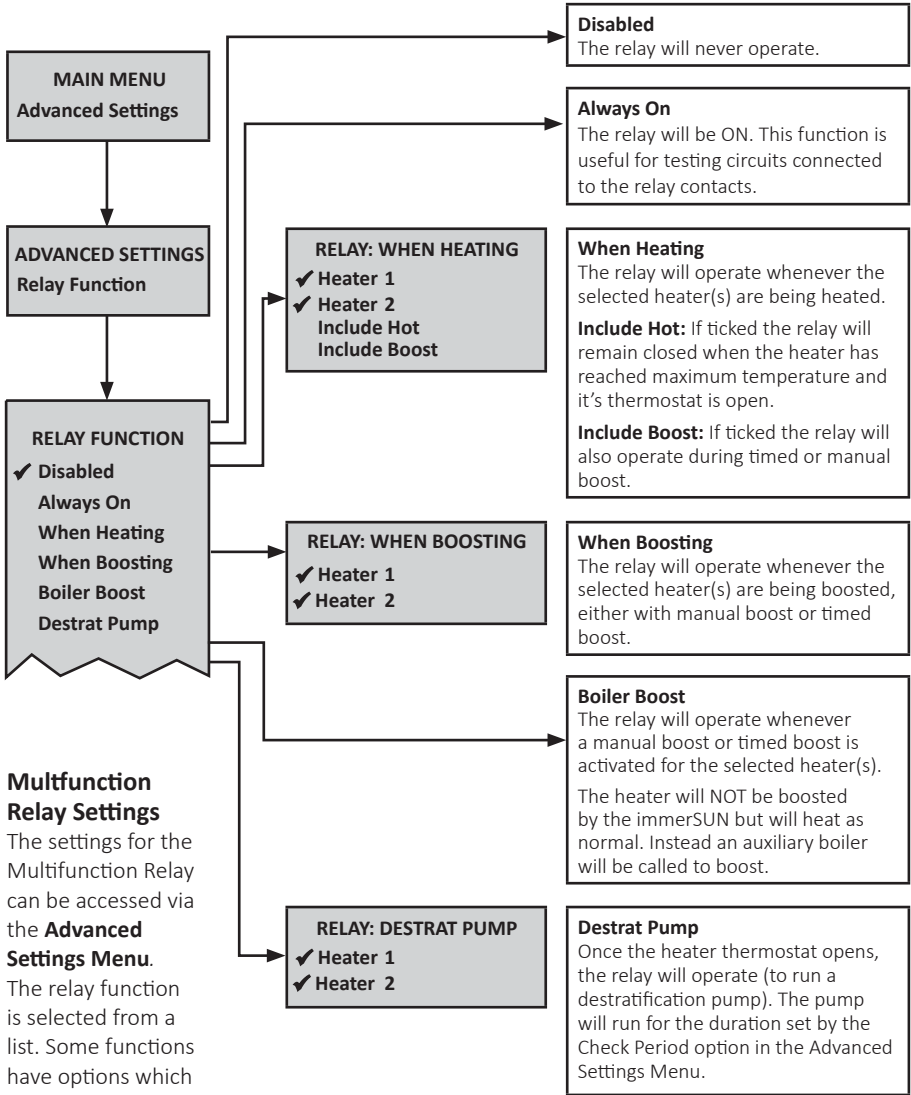 MAIN MENU
Advanced Settings
ADVANCED SETTINGS
Relay Function
RELAY FUNCTION
✔ Disabled
Always On
When Heating
When Boosting
Boiler Boost
Destrat Pump
Multfunction
Relay Settings
The settings for the
Multifunction Relay
can be accessed via
the Advanced
Settings Menu.
The relay function
is selected from a
list. Some functions
have options which
RELAY: WHEN HEATING
✔ Heater 1
✔ Heater 2
Include Hot
Include Boost
RELAY: WHEN BOOSTING
✔ Heater 1
✔ Heater 2
RELAY: DESTRAT PUMP
✔ Heater 1
✔ Heater 2
Disabled
The relay will never operate.
Always On
The relay will be ON. This function is
useful for testing circuits connected
to the relay contacts.
When Heating
The relay will operate whenever the
selected heater(s) are being heated.
Include Hot: If ticked the relay will
remain closed when the heater has
reached maximum temperature and
it's thermostat is open.
Include Boost: If ticked the relay will
also operate during timed or manual
boost.
When Boosting
The relay will operate whenever the
selected heater(s) are being boosted,
either with manual boost or timed
boost.
Boiler Boost
The relay will operate whenever
a manual boost or timed boost is
activated for the selected heater(s).
The heater will NOT be boosted
by the immerSUN but will heat as
normal. Instead an auxiliary boiler
will be called to boost.
Destrat Pump
Once the heater thermostat opens,
the relay will operate (to run a
destratification pump). The pump
will run for the duration set by the
Check Period option in the Advanced
Settings Menu.